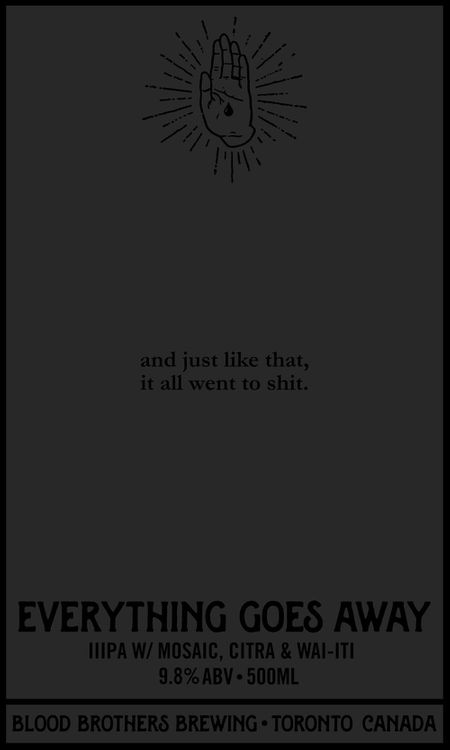 and just like that,
it all went to shit.
EVERYTHING GOES AWAY
IIIPA W/ MOSAIC, CITRA & WAI-ITI
9.8% ABV • 500ML
BLOOD BROTHERS BREWING • TORONTO CANADA